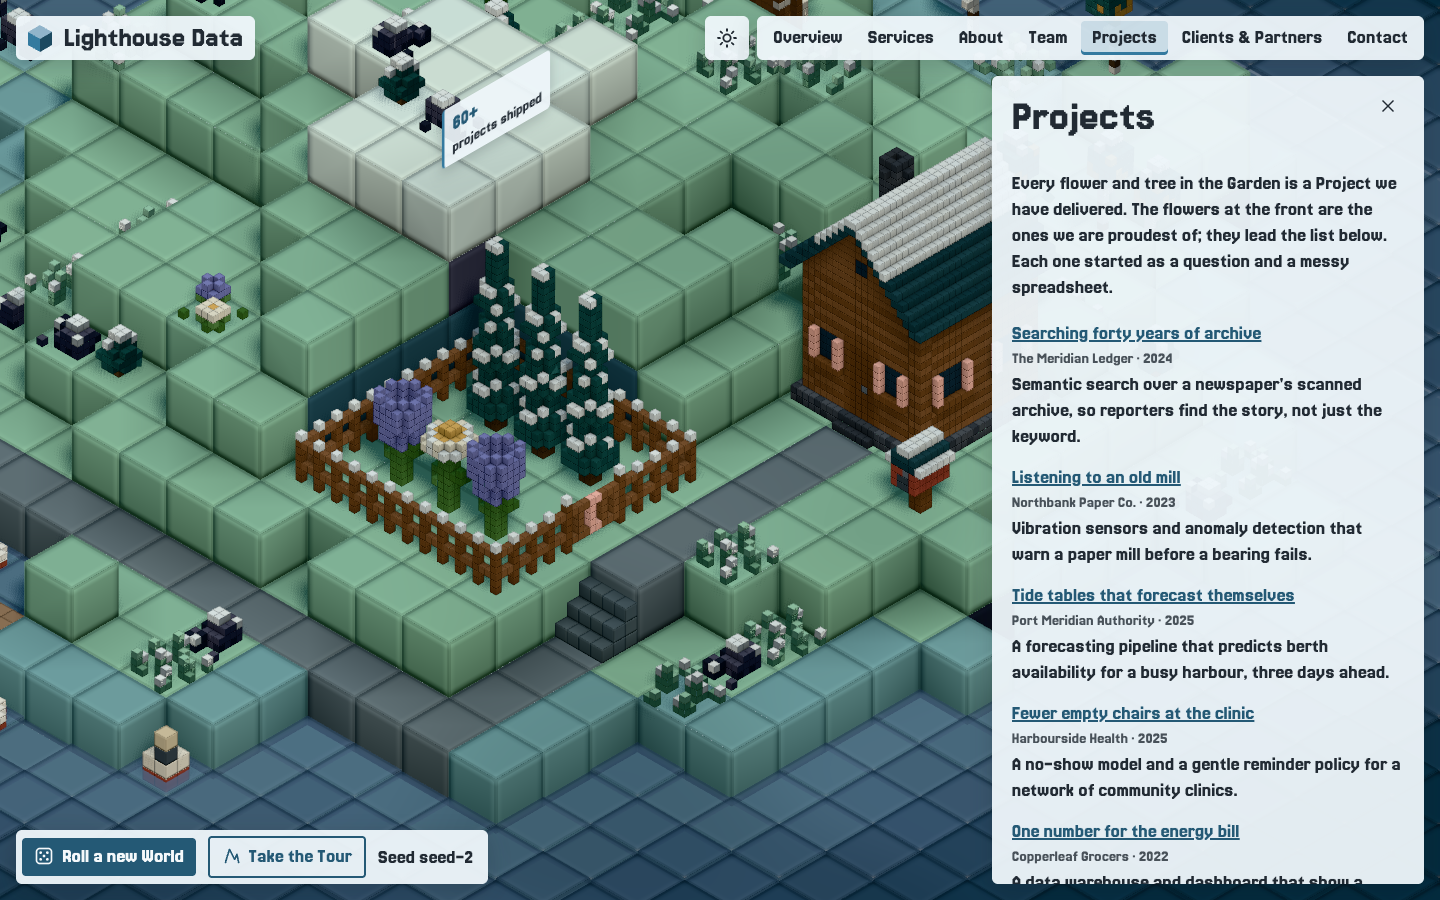 Lighthouse Data
Overview Services About Team Projects Clients & Partners Contact
60+
projects shipped
Projects
Every flower and tree in the Garden is a Project we
have delivered. The flowers at the front are the
ones we are proudest of; they lead the list below.
Each one started as a question and a messy
spreadsheet.
Searching forty years of archive
The Meridian Ledger · 2024
Semantic search over a newspaper's scanned
archive, so reporters find the story, not just the
keyword.
Listening to an old mill
Northbank Paper Co. · 2023
Vibration sensors and anomaly detection that
warn a paper mill before a bearing fails.
Tide tables that forecast themselves
Port Meridian Authority · 2025
A forecasting pipeline that predicts berth
availability for a busy harbour, three days ahead.
Fewer empty chairs at the clinic
Harbourside Health · 2025
A no-show model and a gentle reminder policy for a
network of community clinics.
One number for the energy bill
Copperleaf Grocers · 2022
A data warehouse and dashboard that show a
Roll a new World
Take the Tour
Seed seed-2